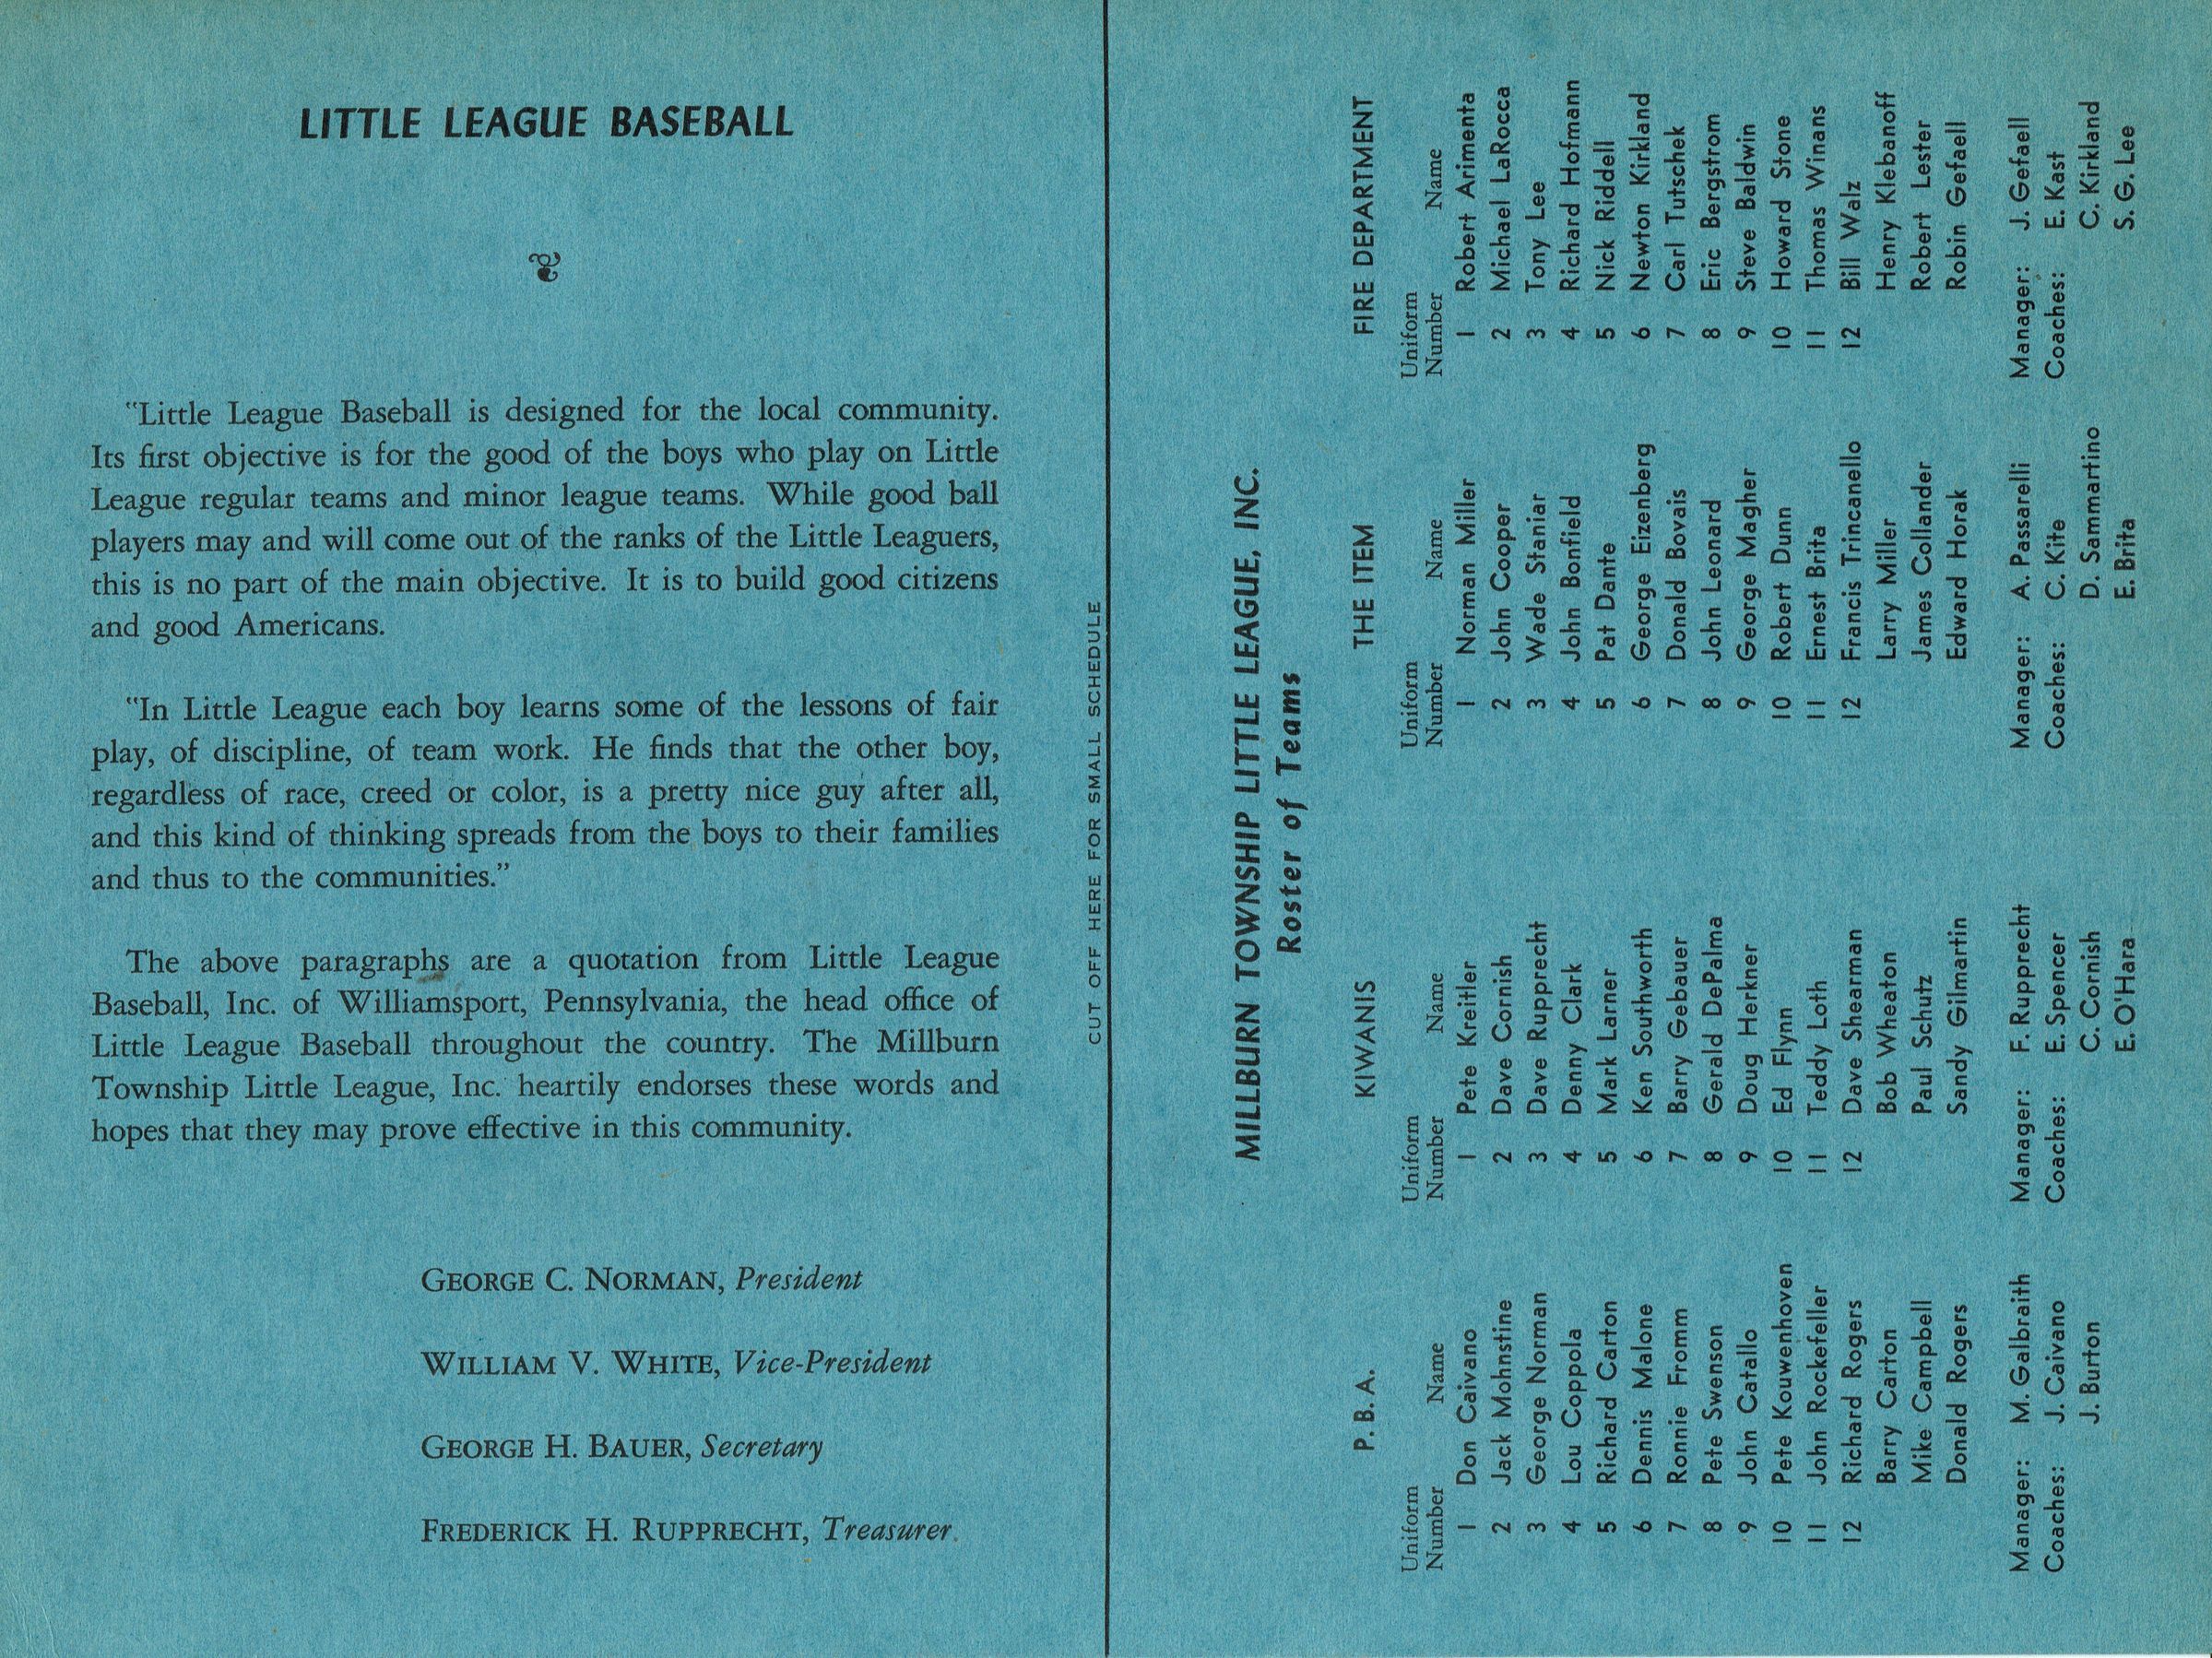 LITTLE LEAGUE BASEBALL
"Little League Baseball is designed for the local community.
Its first objective is for the good of the boys who play on Little
League regular teams and minor league teams. While good ball
players may and will come out of the ranks of the Little Leaguers,
this is no part of the main objective. It is to build good citizens
and good Americans.
"In Little League each boy learns some of the lessons of fair
play, of discipline, of team work. He finds that the other boy,
regardless of race, creed or color, is a pretty nice guy after all,
and this kind of thinking spreads from the boys to their families
and thus to the communities."
The above paragraphs are a quotation from Little League
Baseball, Inc. of Williamsport, Pennsylvania, the head office of
Little League Baseball throughout the country. The Millburn
Township Little League, Inc. heartily endorses these words and
hopes that they may prove effective in this community.
GEORGE C. NORMAN, President
WILLIAM V. WHITE, Vice-President
GEORGE H. BAUER, Secretary
FREDERICK H. RUPPRECHT, Treasurer.
CUT OFF HERE FOR SMALL SCHEDULE
MILLBURN TOWNSHIP LITTLE LEAGUE, INC.
Roster of Teams
P. B. A.
Uniform
Number Name
1 Don Caivano
2 Jack Mohnstine
3 George Norman
4 Lou Coppola
5 Richard Carton
6 Dennis Malone
7 Ronnie Fromm
8 Pete Swenson
9 John Catallo
10 Pete Kouwenhoven
11 John Rockefeller
12 Richard Rogers
Barry Carton
Mike Campbell
Donald Rogers
Manager: M. Galbraith
Coaches: J. Caivano
J. Burton
KIWANIS
Uniform
Number Name
1 Pete Kreitler
2 Dave Cornish
3 Dave Rupprecht
4 Denny Clark
5 Mark Larner
6 Ken Southworth
7 Barry Gebauer
8 Gerald DePalma
9 Doug Herkner
10 Ed Flynn
11 Teddy Loth
12 Dave Shearman
Bob Wheaton
Paul Schutz
Sandy Gilmartin
Manager: F. Rupprecht
Coaches: E. Spencer
C. Cornish
E. O'Hara
THE ITEM
Uniform
Number Name
1 Norman Miller
2 John Cooper
3 Wade Staniar
4 John Bonfield
5 Pat Dante
6 George Eizenberg
7 Donald Bovais
8 John Leonard
9 George Magher
10 Robert Dunn
11 Ernest Brita
12 Francis Trincanello
Larry Miller
James Collander
Edward Horak
Manager: A. Passarelli
Coaches: C. Kite
D. Sammartino
E. Brita
FIRE DEPARTMENT
Uniform
Number Name
1 Robert Arimenta
2 Michael LaRocca
3 Tony Lee
4 Richard Hofmann
5 Nick Riddell
6 Newton Kirkland
7 Carl Tutschek
8 Eric Bergstrom
9 Steve Baldwin
10 Howard Stone
11 Thomas Winans
12 Bill Walz
Henry Klebanoff
Robert Lester
Robin Gefaell
Manager: J. Gefaell
Coaches: E. Kast
C. Kirkland
S. G. Lee